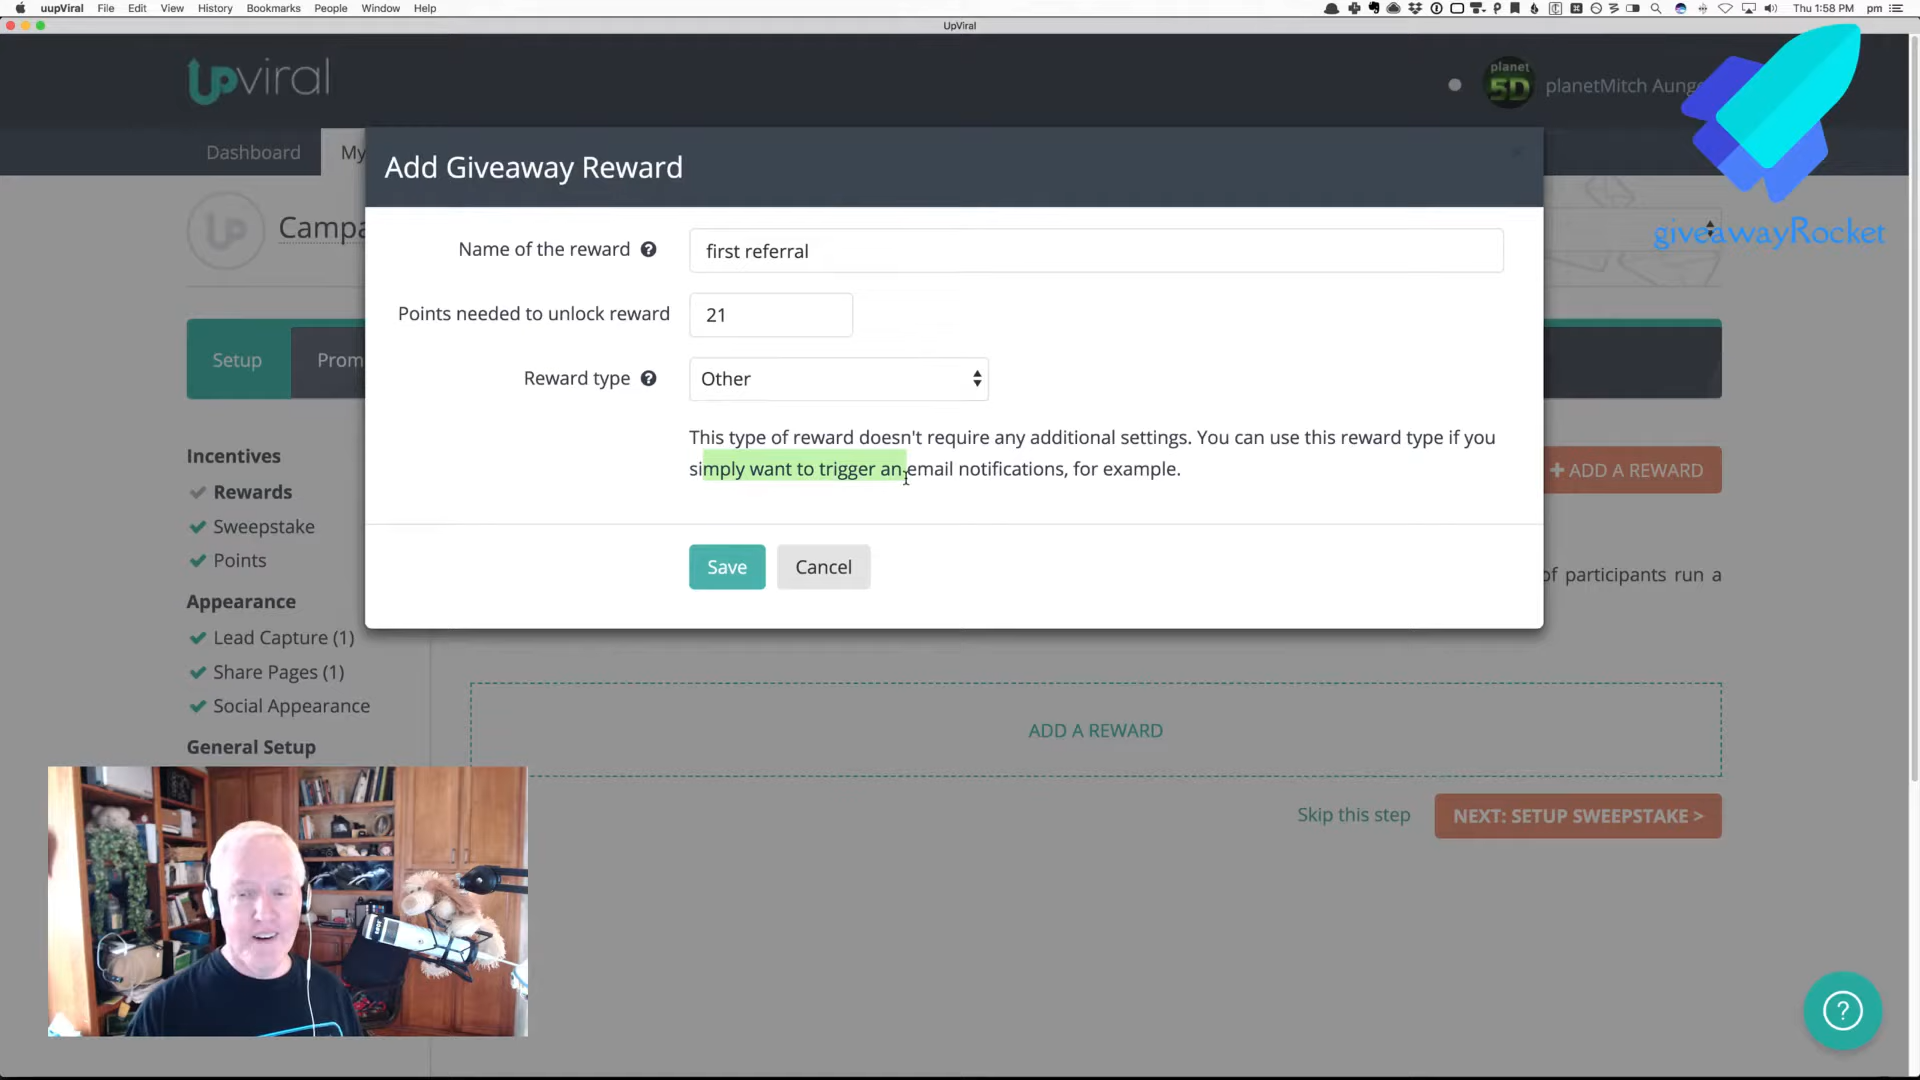 uupViral File Edit View History Bookmarks People Window Help Thu 1:58 PM pm
UpViral
upviral
planet 5D planetMitch Aunge
Dashboard My
Add Giveaway Reward
giveawayRocket
Campa
Name of the reward ? first referral
Points needed to unlock reward 21
Reward type ? Other
This type of reward doesn't require any additional settings. You can use this reward type if you
simply want to trigger an email notifications, for example.
Save Cancel
Setup Prom
Incentives
Rewards
Sweepstake
Points
Appearance
Lead Capture (1)
Share Pages (1)
Social Appearance
General Setup
+ ADD A REWARD
of participants run a
ADD A REWARD
Skip this step NEXT: SETUP SWEEPSTAKE >
?